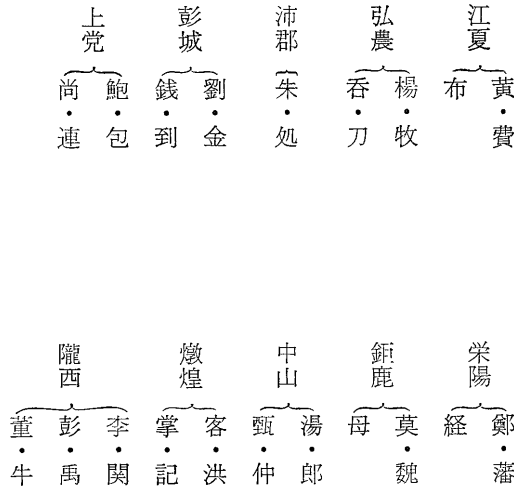 江夏
黄・費
布
弘農
楊・牧
呑・刀
沛郡
朱・処
彭城
劉・金
銭・到
上党
鮑・包
尚・連
栄陽
鄭・藩
経
鉅鹿
莫・魏
母
中山
湯・郎
甄・仲
燉煌
客・洪
掌・記
隴西
李・関
彭・禹
董・牛